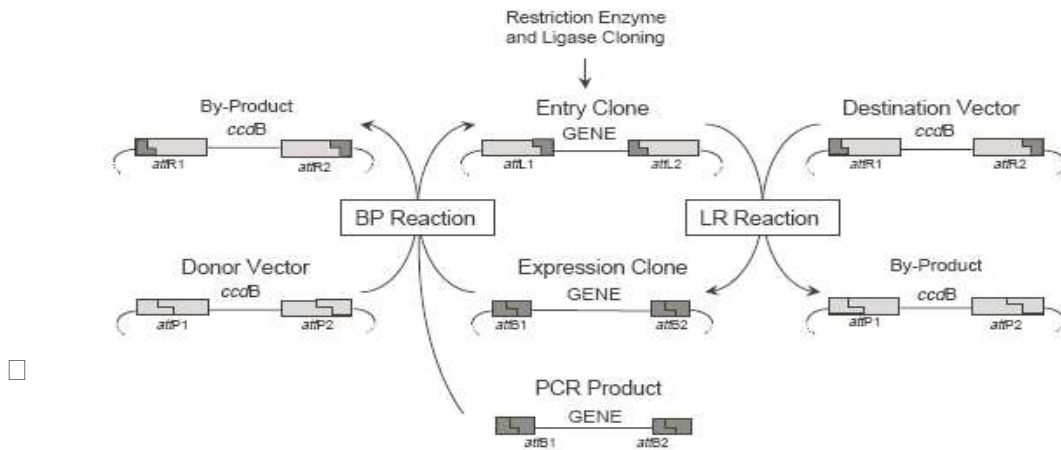 Restriction Enzyme
and Ligase Cloning
By-Product
ccdB
attR1
attR2
Entry Clone
GENE
attL1
attL2
Destination Vector
ccdB
attR1
attR2
BP Reaction
LR Reaction
Donor Vector
ccdB
attP1
attP2
Expression Clone
GENE
attB1
attB2
By-Product
ccdB
attP1
attP2
PCR Product
GENE
attB1
attB2